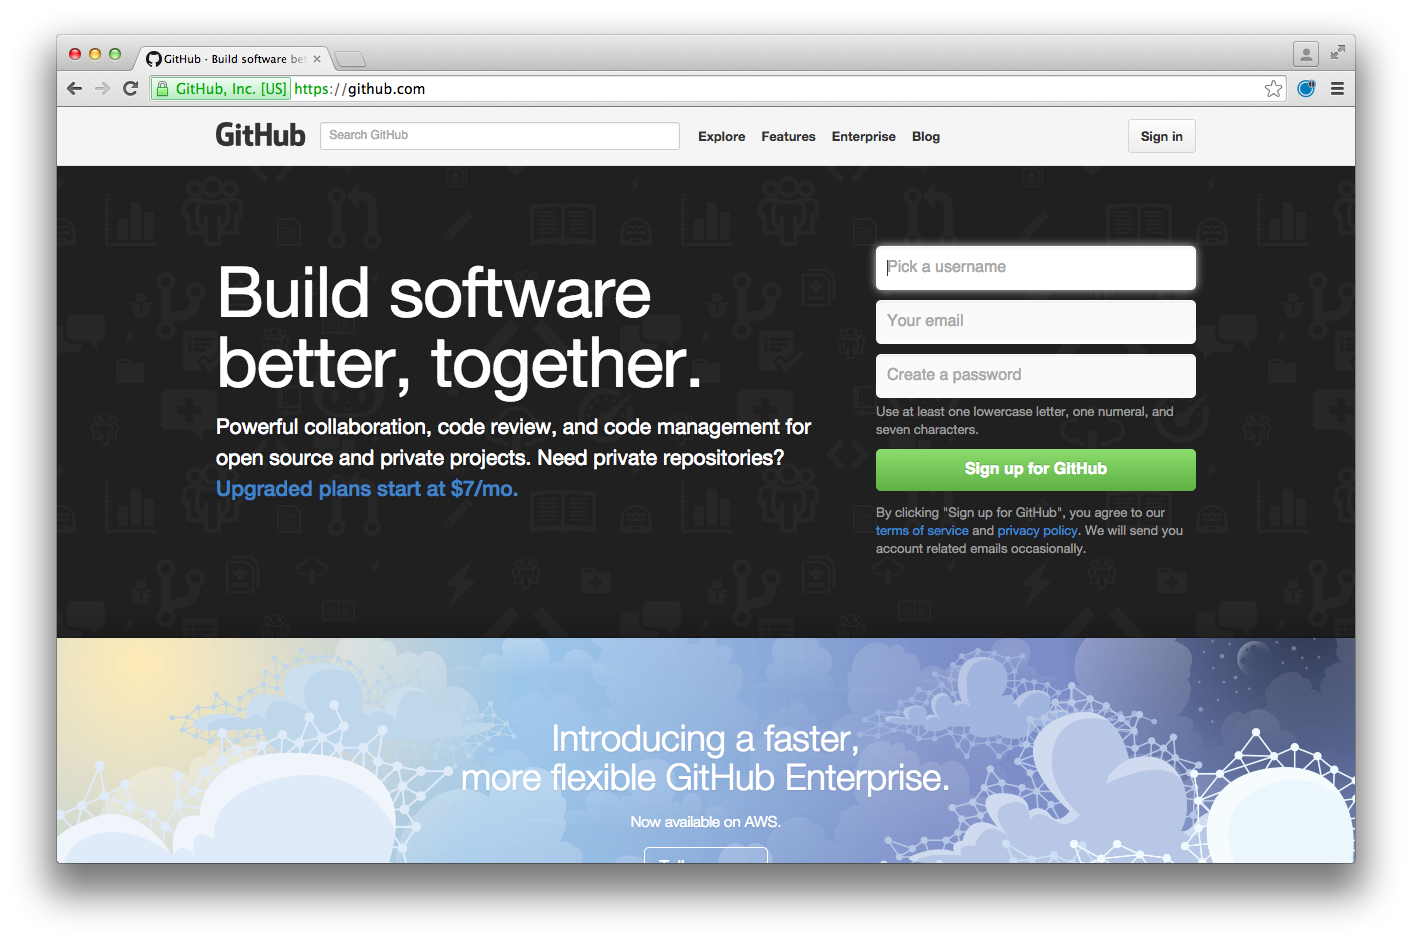 GitHub · Build software be
GitHub, Inc. [US] https://github.com
GitHub
Search GitHub
Explore Features Enterprise Blog
Sign in
Build software
better, together.
Powerful collaboration, code review, and code management for
open source and private projects. Need private repositories?
Upgraded plans start at $7/mo.
Pick a username
Your email
Create a password
Use at least one lowercase letter, one numeral, and
seven characters.
Sign up for GitHub
By clicking "Sign up for GitHub", you agree to our
terms of service and privacy policy. We will send you
account related emails occasionally.
Introducing a faster,
more flexible GitHub Enterprise.
Now available on AWS.